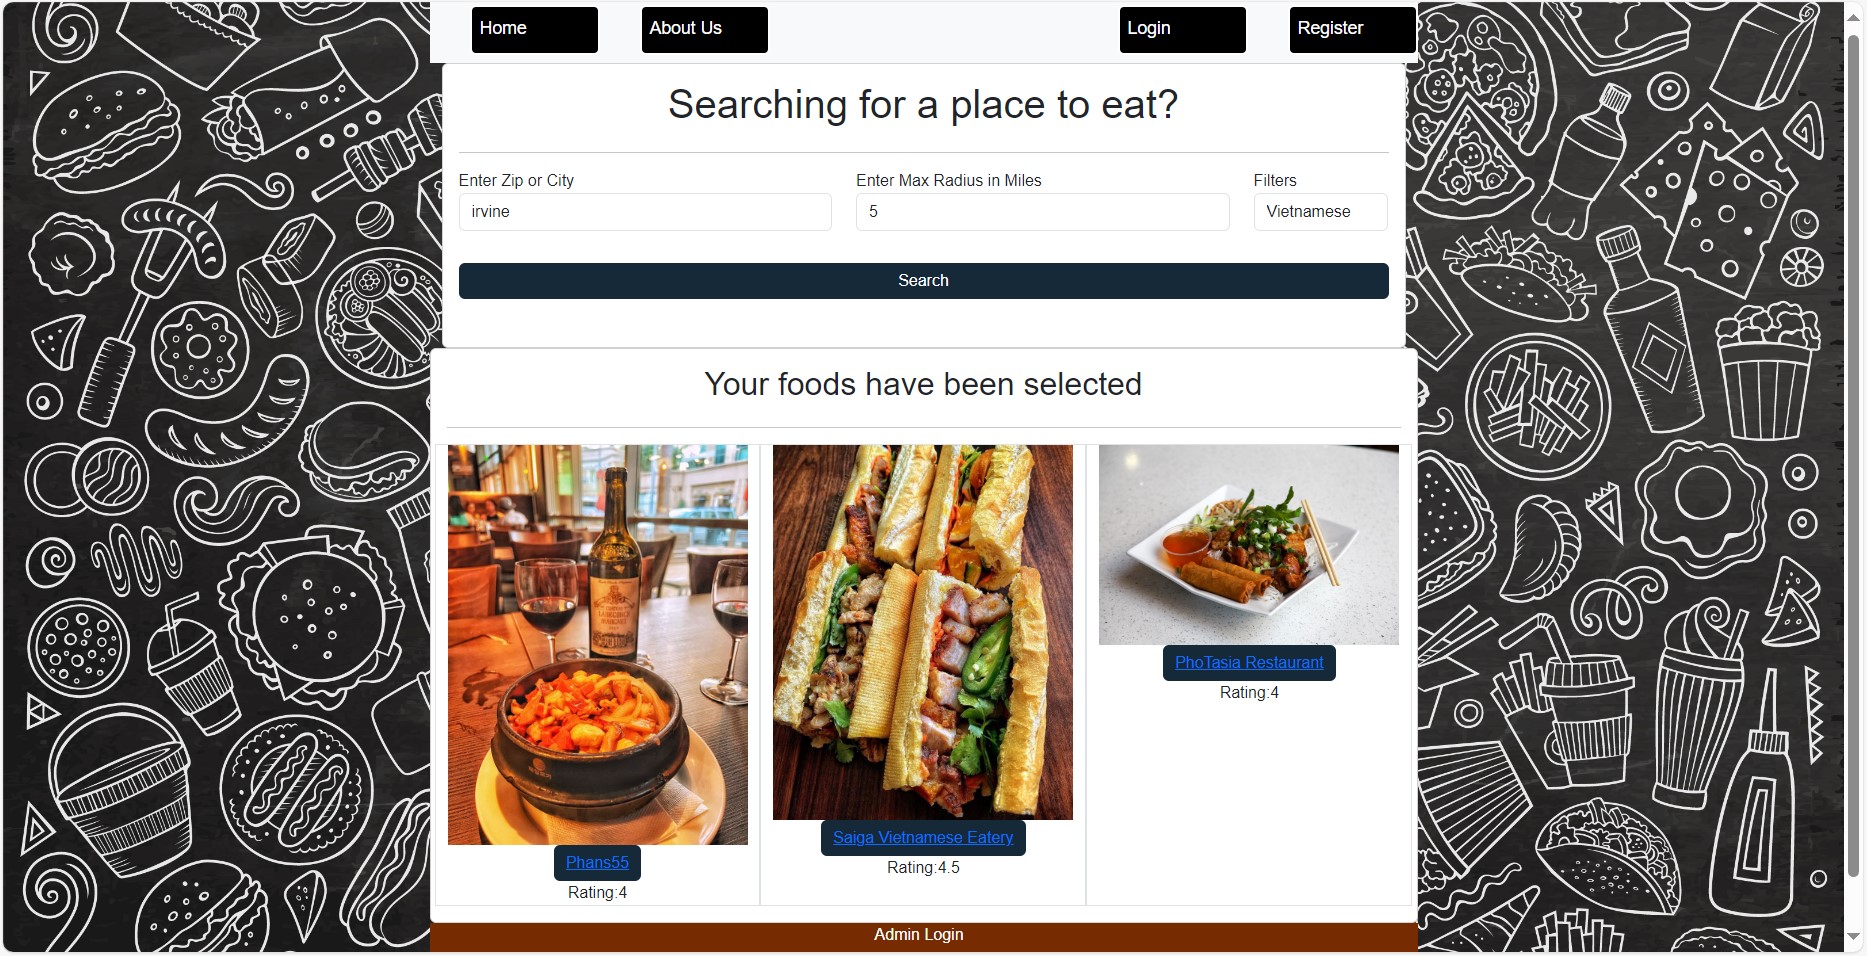 Home
About Us
Login
Register
Searching for a place to eat?
Enter Zip or City
Enter Max Radius in Miles
Filters
irvine
5
Vietnamese
Search
Your foods have been selected
Phans55
Rating:4
Saiga Vietnamese Eatery
Rating:4.5
PhoTasia Restaurant
Rating:4
Admin Login